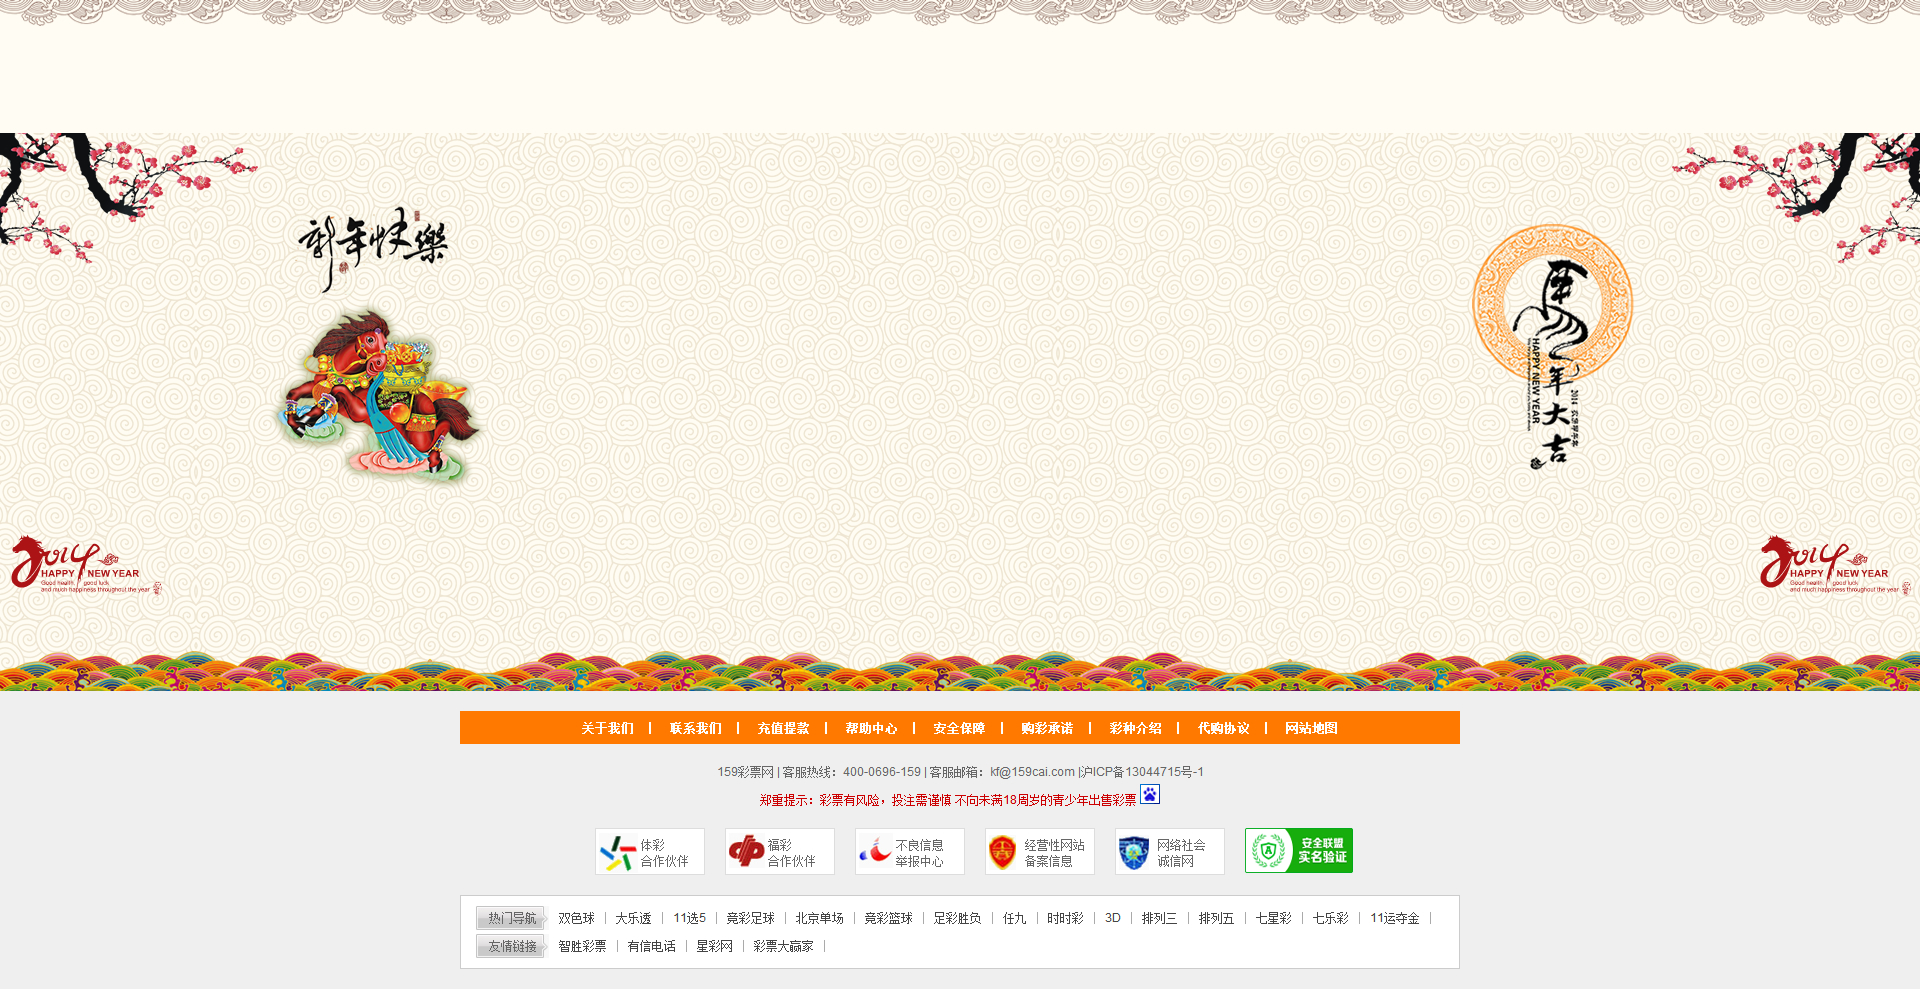 新年快樂
馬年大吉
HAPPY NEW YEAR
2014
2014
HAPPY NEW YEAR
Good health, good luck
and much happiness throughout the year
2014
HAPPY NEW YEAR
Good health, good luck
and much happiness throughout the year
关于我们 | 联系我们 | 充值提款 | 帮助中心 | 安全保障 | 购彩承诺 | 彩种介绍 | 代购协议 | 网站地图
159彩票网 | 客服热线：400-0696-159 | 客服邮箱：kf@159cai.com |沪ICP备13044715号-1
郑重提示：彩票有风险，投注需谨慎 不向未满18周岁的青少年出售彩票
体彩
合作伙伴
福彩
合作伙伴
不良信息
举报中心
经营性网站
备案信息
网络社会
诚信网
安全联盟
实名验证
热门导航 双色球 | 大乐透 | 11选5 | 竞彩足球 | 北京单场 | 竞彩篮球 | 足彩胜负 | 任九 | 时时彩 | 3D | 排列三 | 排列五 | 七星彩 | 七乐彩 | 11运夺金 |
友情链接 智胜彩票 | 有信电话 | 星彩网 | 彩票大赢家 |